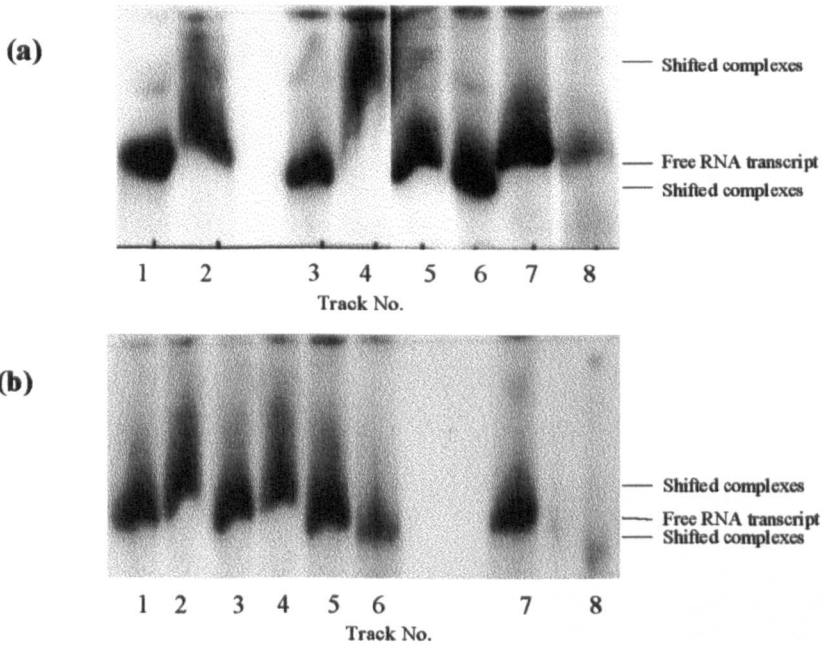 (a)
Shifted complexes
Free RNA transcript
Shifted complexes
1 2 3 4 5 6 7 8
Track No.
(b)
Shifted complexes
Free RNA transcript
Shifted complexes
1 2 3 4 5 6 7 8
Track No.